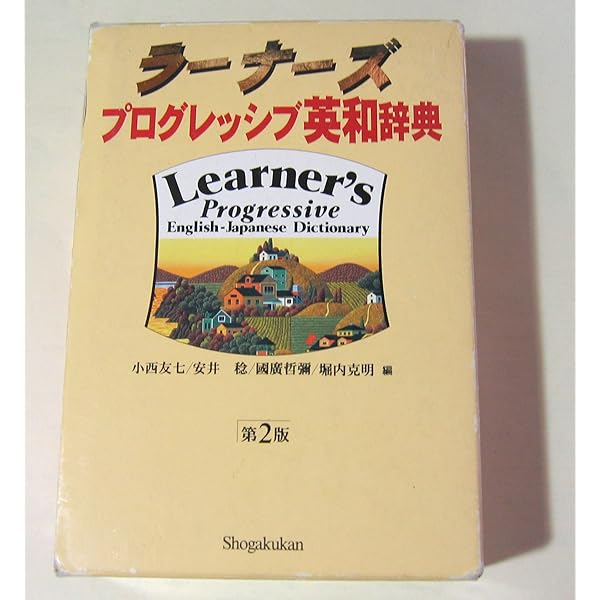 ラーナーズ
プログレッシブ英和辞典
Learner's
Progressive
English-Japanese Dictionary
小西友七/安井 稔/國廣哲彌/堀内克明 編
第2版
Shogakukan